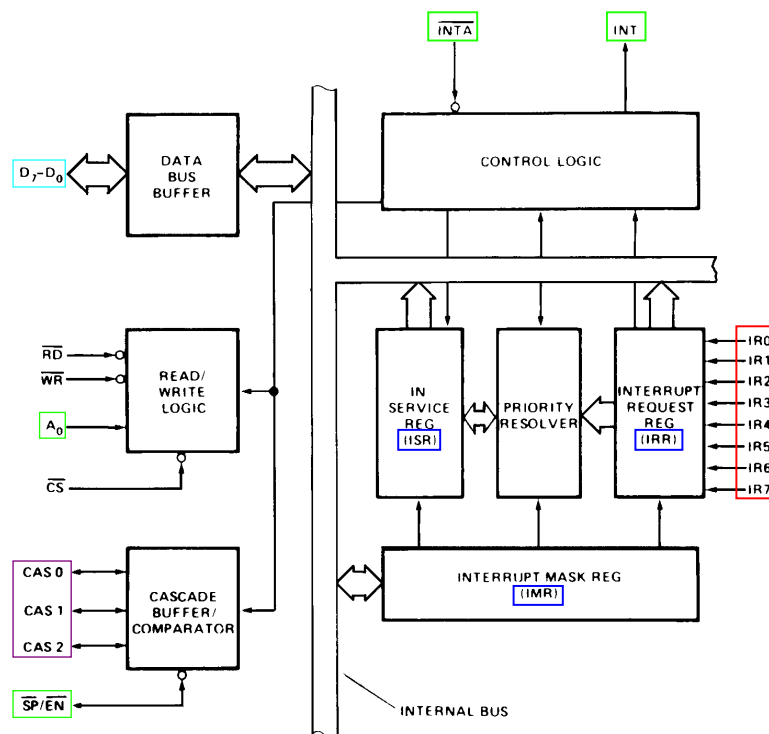 INTA
INT
DATA
BUS
BUFFER
D7-D0
CONTROL LOGIC
RD
WR
A0
CS
READ/
WRITE
LOGIC
IN
SERVICE
REG
(ISR)
PRIORITY
RESOLVER
INTERRUPT
REQUEST
REG
(IRR)
IR0
IR1
IR2
IR3
IR4
IR5
IR6
IR7
CAS 0
CAS 1
CAS 2
CASCADE
BUFFER/
COMPARATOR
SP/EN
INTERRUPT MASK REG
(IMR)
INTERNAL BUS